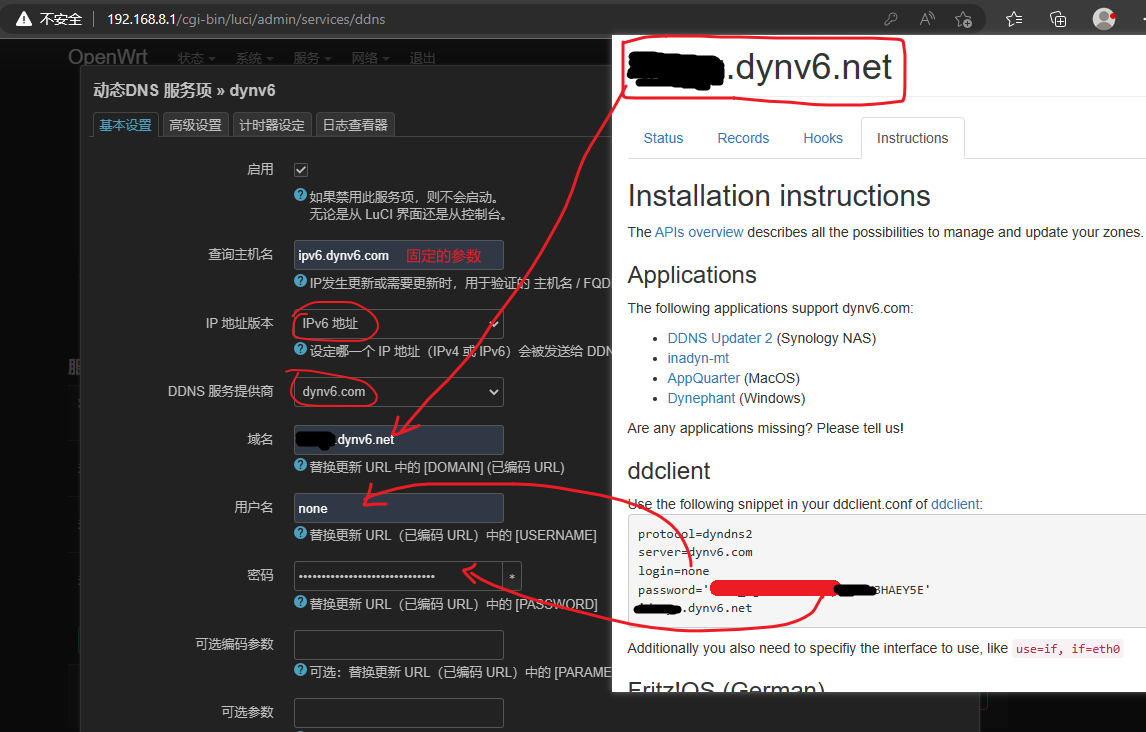 不安全
192.168.8.1/cgi-bin/luci/admin/services/ddns
OpenWrt 状态 系统 服务 网络 退出
动态DNS 服务项 » dynv6
基本设置 高级设置 计时器设定 日志查看器
启用
如果禁用此服务项，则不会启动。
无论是从 LuCI 界面还是从控制台。
查询主机名
ipv6.dynv6.com 固定的参数
IP发生更新或需要更新时，用于验证的 主机名 / FQD
IP 地址版本
IPv6 地址
设定哪一个 IP 地址（IPv4 或 IPv6）会被发送给 DDN
DDNS 服务提供商
dynv6.com
域名
.dynv6.net
替换更新 URL 中的 [DOMAIN] (已编码 URL)
用户名
none
替换更新 URL（已编码 URL）中的 [USERNAME]
密码
*
替换更新 URL（已编码 URL）中的 [PASSWORD]
可选编码参数
可选：替换更新 URL（已编码 URL）中的 [PARAME
可选参数
.dynv6.net
Status Records Hooks Instructions
Installation instructions
The APIs overview describes all the possibilities to manage and update your zones.
Applications
The following applications support dynv6.com:
DDNS Updater 2 (Synology NAS)
inadyn-mt
AppQuarter (MacOS)
Dynephant (Windows)
Are any applications missing? Please tell us!
ddclient
Use the following snippet in your ddclient.conf of ddclient:
protocol=dyndns2
server=dynv6.com
login=none
password=' 3HAEY5E'
.dynv6.net
Additionally you also need to specifiy the interface to use, like use=if, if=eth0
Fritz!OS (German)